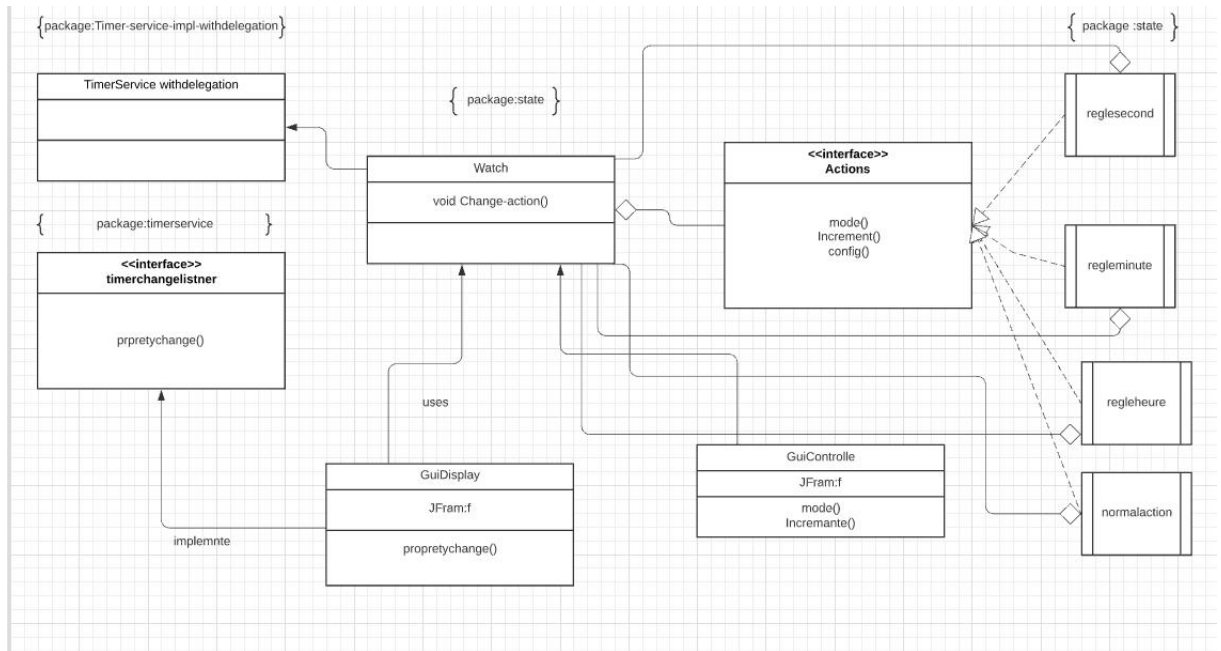 {package:Timer-service-impl-withdelegation}
{ package :state }
TimerService withdelegation
{ package:state }
reglesecond
<<interface>>
Actions
Watch
void Change-action()
{ package:timerservice }
mode()
Increment()
config()
<<interface>>
timerchangelistner
regleminute
prpretychange()
uses
regleheure
GuiControlle
JFram:f
mode()
Incremante()
GuiDisplay
JFram:f
propretychange()
normalaction
implemnte